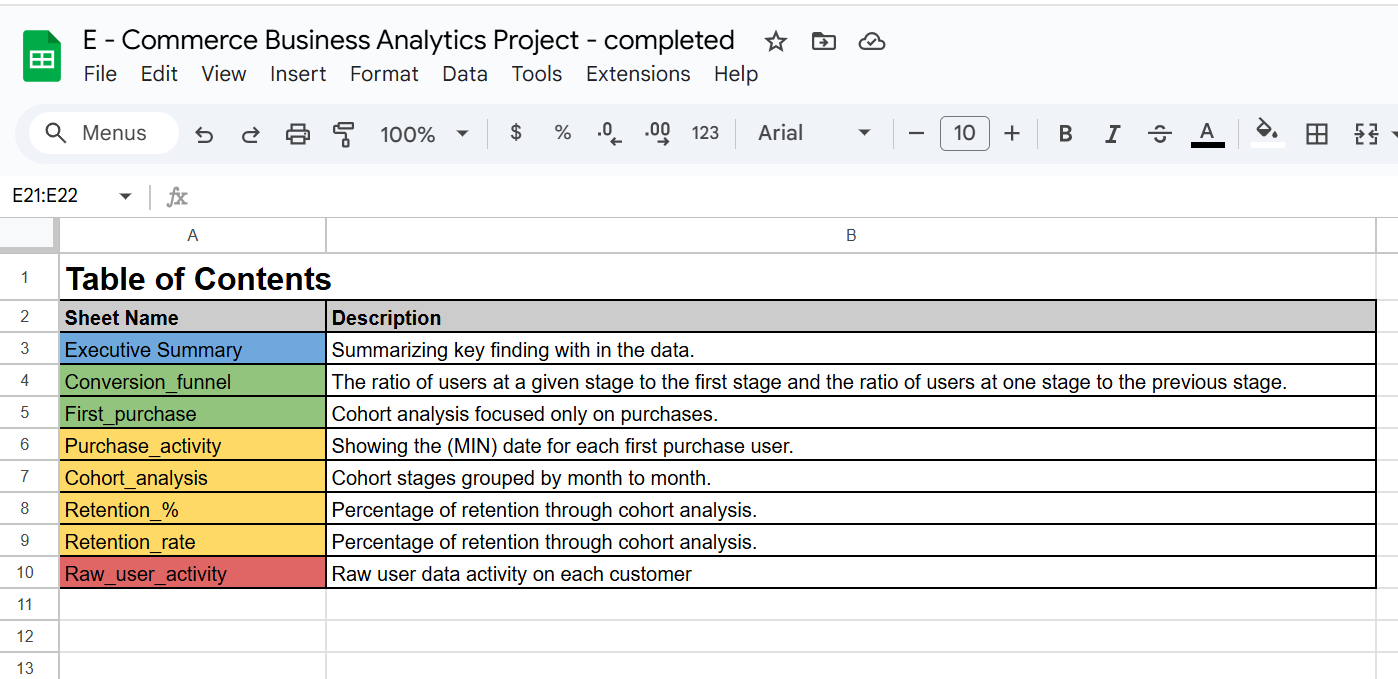 E - Commerce Business Analytics Project - completed
File Edit View Insert Format Data Tools Extensions Help
Menus 100% $ % .0 .00 123 Arial 10 B I S A
E21:E22 fx
A B
1 Table of Contents
2 Sheet Name Description
3 Executive Summary Summarizing key finding with in the data.
4 Conversion_funnel The ratio of users at a given stage to the first stage and the ratio of users at one stage to the previous stage.
5 First_purchase Cohort analysis focused only on purchases.
6 Purchase_activity Showing the (MIN) date for each first purchase user.
7 Cohort_analysis Cohort stages grouped by month to month.
8 Retention_% Percentage of retention through cohort analysis.
9 Retention_rate Percentage of retention through cohort analysis.
10 Raw_user_activity Raw user data activity on each customer
11
12
13